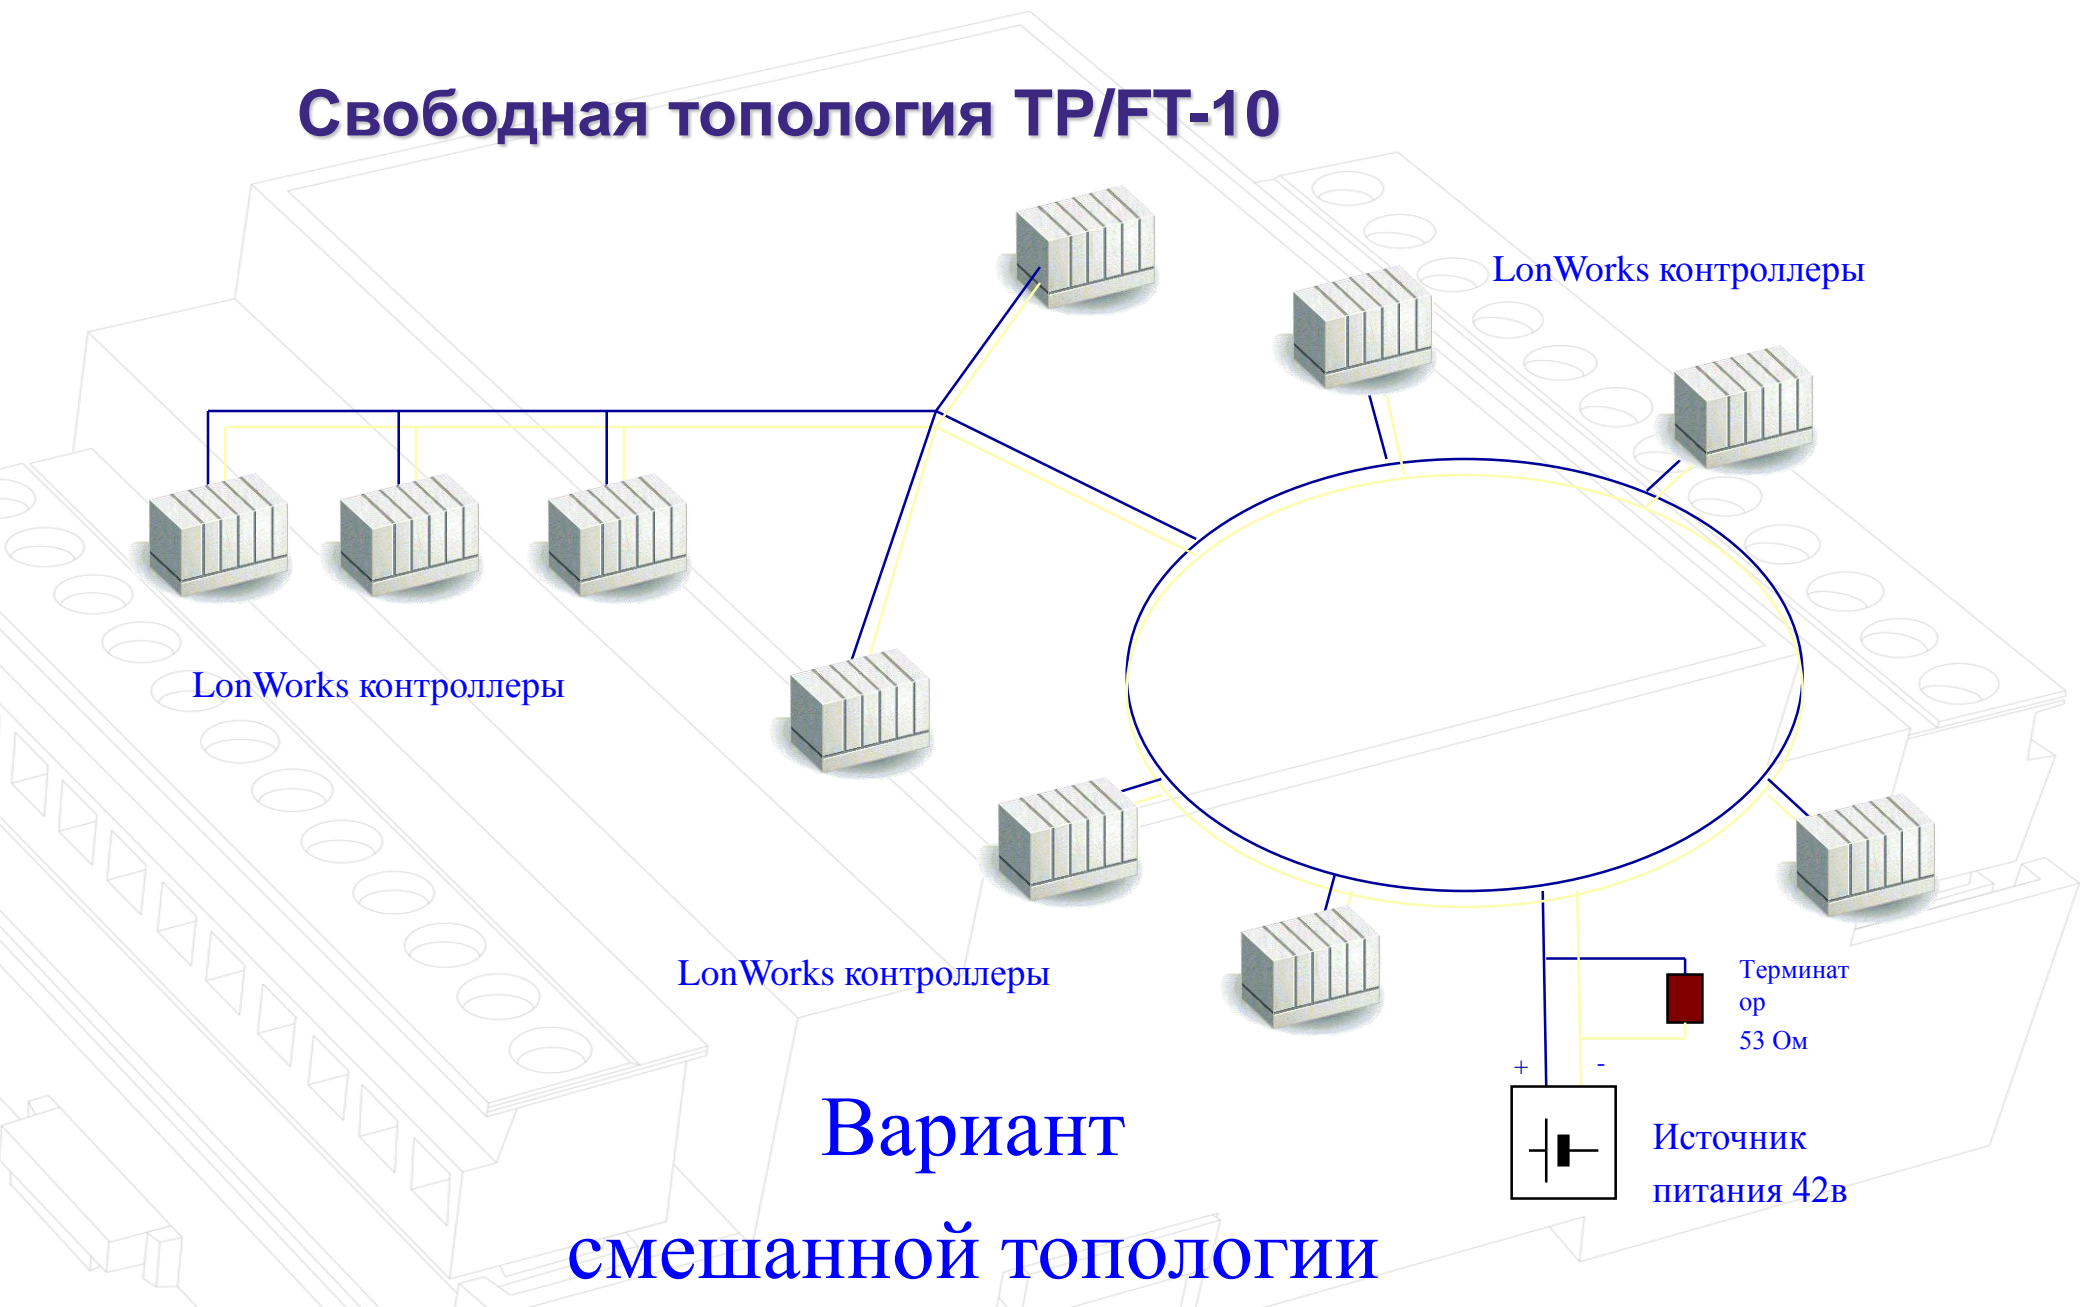 Свободная топология TP/FT-10
LonWorks контроллеры
LonWorks контроллеры
LonWorks контроллеры
Терминат
ор
53 Ом
+ -
Источник
питания 42в
Вариант
смешанной топологии